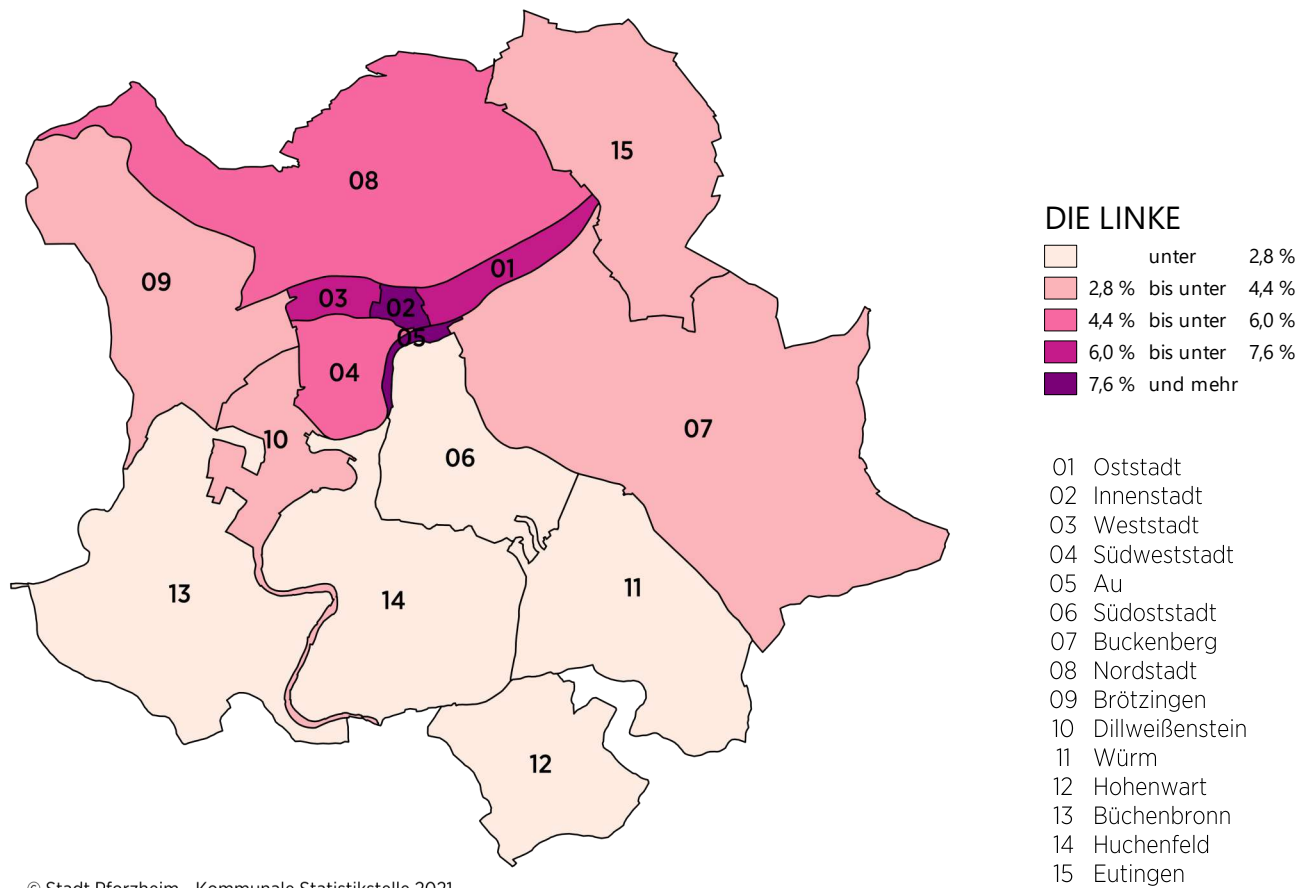 15
08
01
09
03
02
05
04
07
10
06
11
13
14
12
DIE LINKE
unter 2,8 %
2,8 % bis unter 4,4 %
4,4 % bis unter 6,0 %
6,0 % bis unter 7,6 %
7,6 % und mehr
01 Oststadt
02 Innenstadt
03 Weststadt
04 Südweststadt
05 Au
06 Südoststadt
07 Buckenberg
08 Nordstadt
09 Brötzingen
10 Dillweißenstein
11 Würm
12 Hohenwart
13 Büchenbronn
14 Huchenfeld
15 Eutingen
© Stadt Pforzheim - Kommunale Statistikstelle 2021